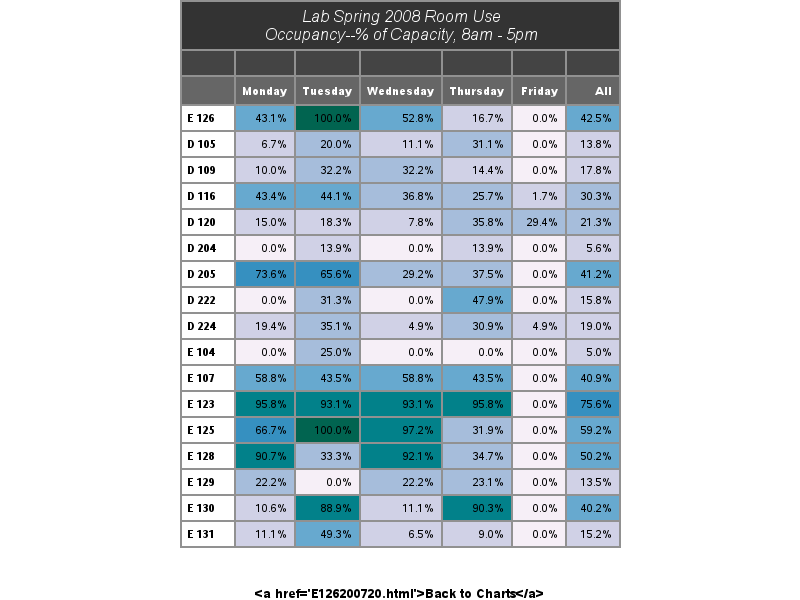 Lab Spring 2008 Room Use
Occupancy--% of Capacity, 8am - 5pm
Monday Tuesday Wednesday Thursday Friday All
E 126 43.1% 100.0% 52.8% 16.7% 0.0% 42.5%
D 105 6.7% 20.0% 11.1% 31.1% 0.0% 13.8%
D 109 10.0% 32.2% 32.2% 14.4% 0.0% 17.8%
D 116 43.4% 44.1% 36.8% 25.7% 1.7% 30.3%
D 120 15.0% 18.3% 7.8% 35.8% 29.4% 21.3%
D 204 0.0% 13.9% 0.0% 13.9% 0.0% 5.6%
D 205 73.6% 65.6% 29.2% 37.5% 0.0% 41.2%
D 222 0.0% 31.3% 0.0% 47.9% 0.0% 15.8%
D 224 19.4% 35.1% 4.9% 30.9% 4.9% 19.0%
E 104 0.0% 25.0% 0.0% 0.0% 0.0% 5.0%
E 107 58.8% 43.5% 58.8% 43.5% 0.0% 40.9%
E 123 95.8% 93.1% 93.1% 95.8% 0.0% 75.6%
E 125 66.7% 100.0% 97.2% 31.9% 0.0% 59.2%
E 128 90.7% 33.3% 92.1% 34.7% 0.0% 50.2%
E 129 22.2% 0.0% 22.2% 23.1% 0.0% 13.5%
E 130 10.6% 88.9% 11.1% 90.3% 0.0% 40.2%
E 131 11.1% 49.3% 6.5% 9.0% 0.0% 15.2%
<a href='E126200720.html'>Back to Charts</a>